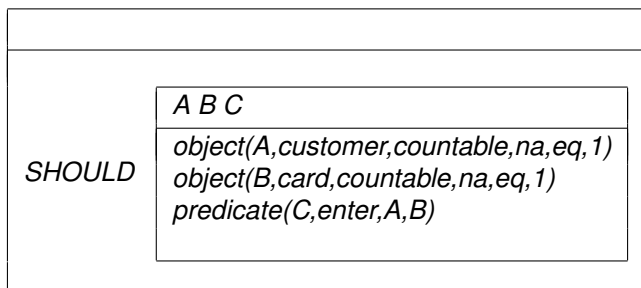 A B C
object(A,customer,countable,na,eq,1)
SHOULD object(B,card,countable,na,eq,1)
predicate(C,enter,A,B)